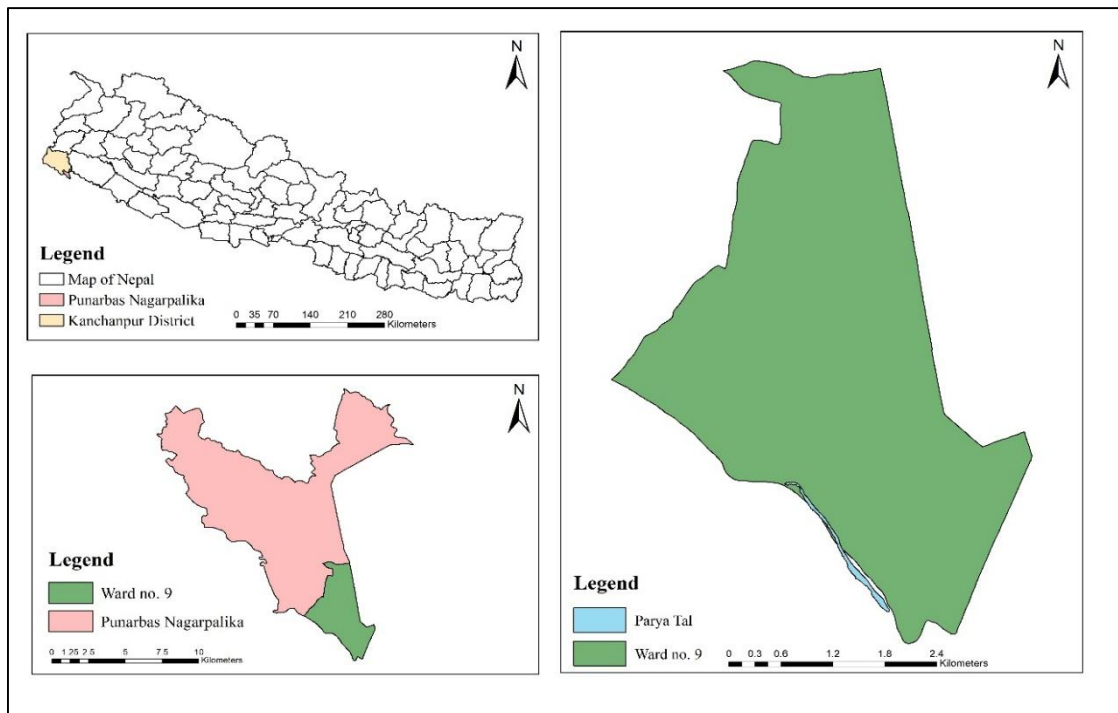 N
Legend
Map of Nepal
Punarbas Nagarpalika
Kanchanpur District
0 35 70 140 210 280
Kilometers
N
Legend
Ward no. 9
Punarbas Nagarpalika
0 1.25 2.5 5 7.5 10
Kilometers
N
Legend
Parya Tal
Ward no. 9
0 0.3 0.6 1.2 1.8 2.4
Kilometers